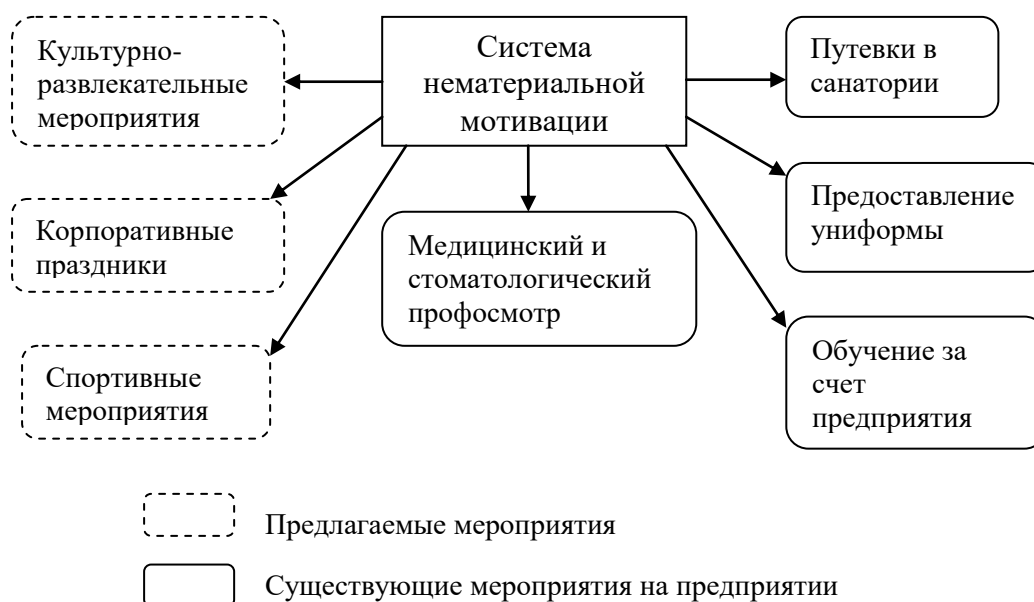 Система
нематериальной
мотивации
Культурно-
развлекательные
мероприятия
Корпоративные
праздники
Спортивные
мероприятия
Медицинский и
стоматологический
профосмотр
Путевки в
санатории
Предоставление
униформы
Обучение за
счет
предприятия
Предлагаемые мероприятия
Существующие мероприятия на предприятии